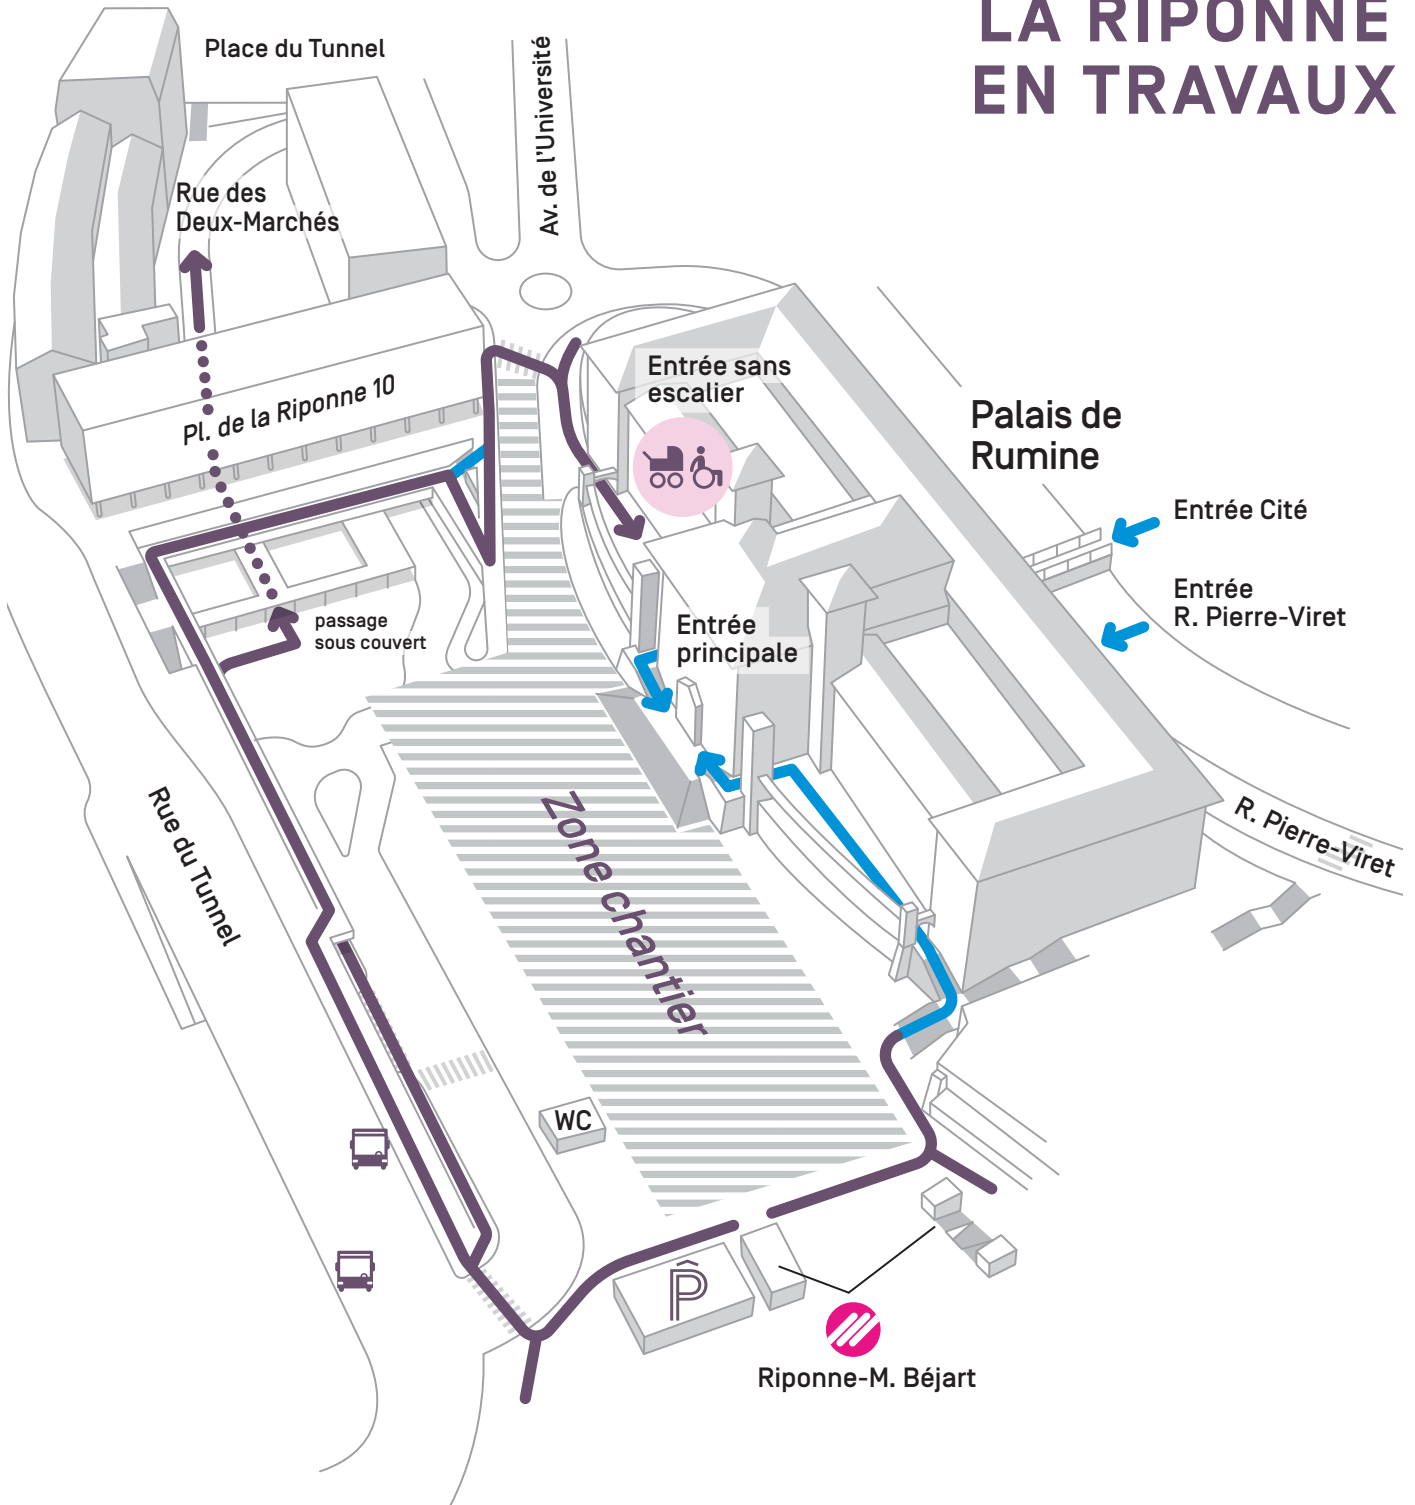 LA RIPONNE
EN TRAVAUX
Place du Tunnel
Av. de l'Université
Rue des
Deux-Marchés
Pl. de la Riponne 10
Entrée sans
escalier
Palais de
Rumine
Entrée Cité
Entrée
R. Pierre-Viret
passage
sous couvert
Entrée
principale
R. Pierre-Viret
Rue du Tunnel
Zone chantier
WC
P
Riponne-M. Béjart